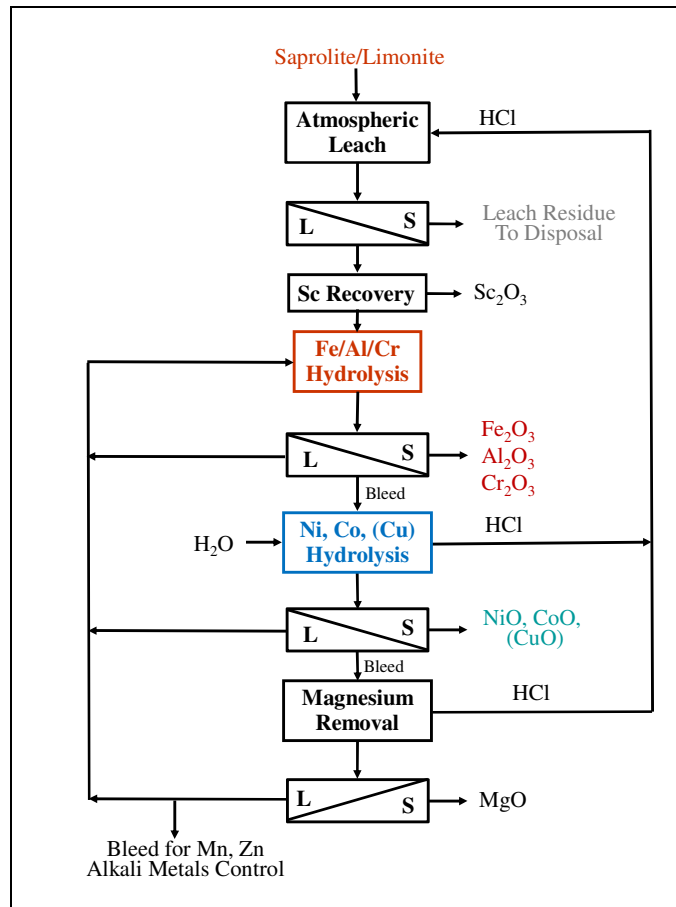 Saprolite/Limonite
Atmospheric
Leach
HCl
L
S
Leach Residue
To Disposal
Sc Recovery
Sc₂O₃
Fe/Al/Cr
Hydrolysis
L
S
Fe₂O₃
Al₂O₃
Cr₂O₃
Bleed
H₂O
Ni, Co, (Cu)
Hydrolysis
HCl
L
S
NiO, CoO,
(CuO)
Bleed
Magnesium
Removal
HCl
L
S
MgO
Bleed for Mn, Zn
Alkali Metals Control